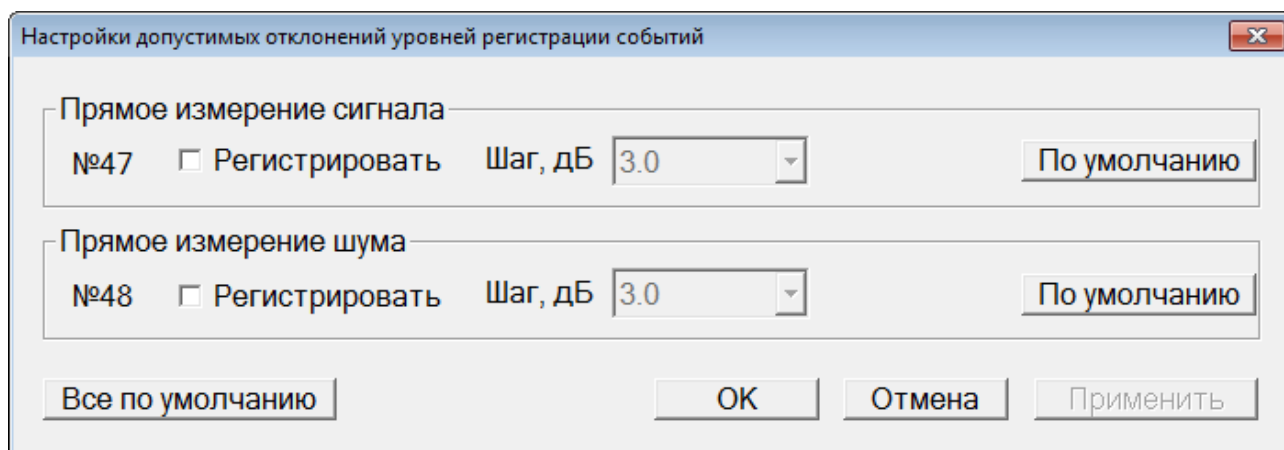 Настройки допустимых отклонений уровней регистрации событий
Прямое измерение сигнала
№47 Регистрировать Шаг, дБ 3.0 По умолчанию
Прямое измерение шума
№48 Регистрировать Шаг, дБ 3.0 По умолчанию
Все по умолчанию OK Отмена Применить